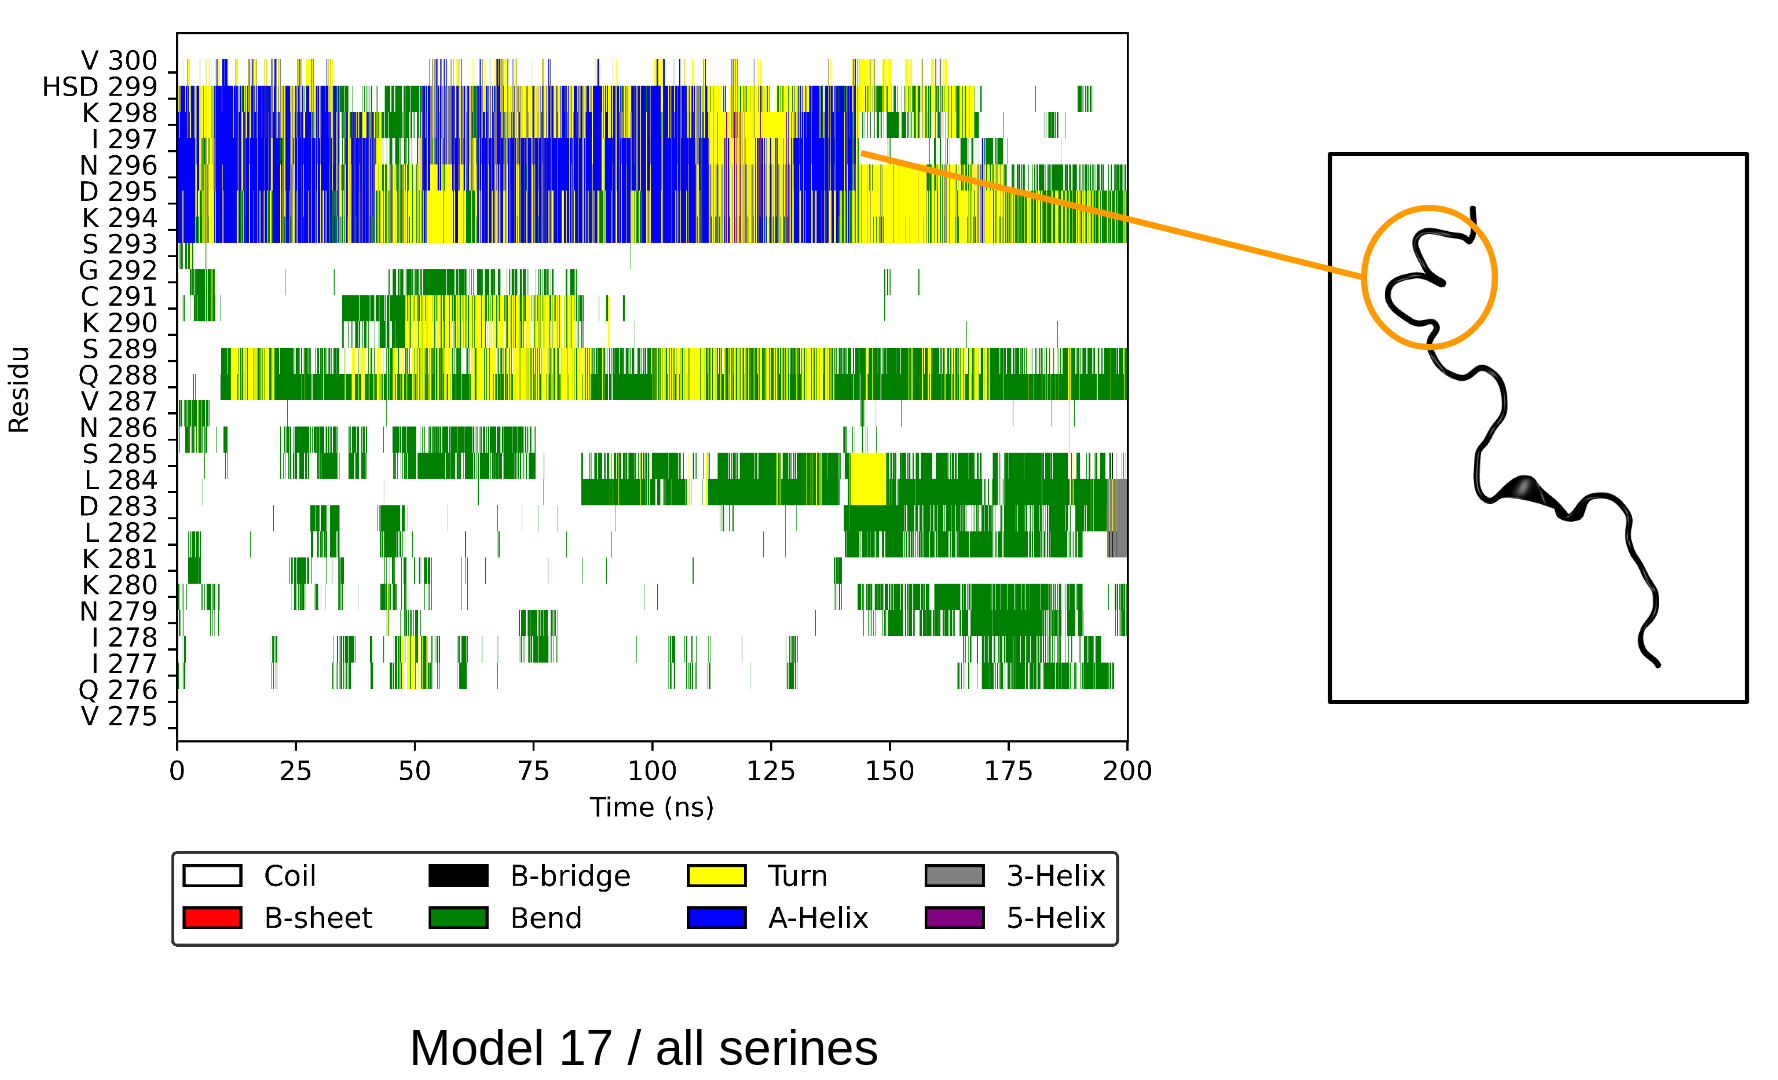 V 300
HSD 299
K 298
I 297
N 296
D 295
K 294
S 293
G 292
C 291
K 290
S 289
Q 288
V 287
N 286
S 285
L 284
D 283
L 282
K 281
K 280
N 279
I 278
I 277
Q 276
V 275
Residu
0 25 50 75 100 125 150 175 200
Time (ns)
Coil B-bridge Turn 3-Helix
B-sheet Bend A-Helix 5-Helix
Model 17 / all serines